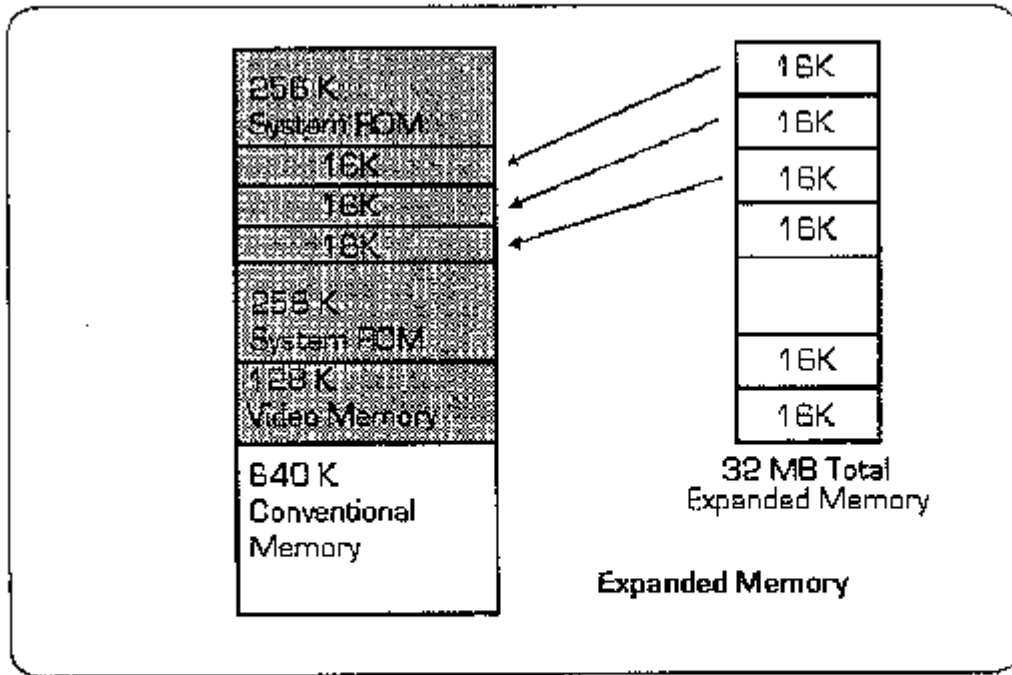 256 K
System ROM
16K
16K
16K
256 K
System ROM
128 K
Video Memory
640 K
Conventional
Memory
16K
16K
16K
16K
16K
16K
32 MB Total
Expanded Memory
Expanded Memory